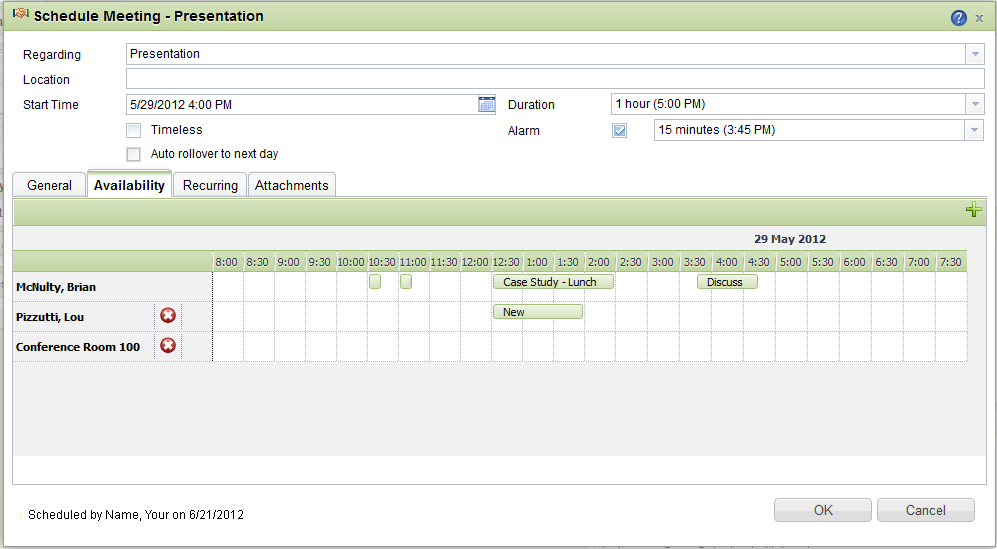 Schedule Meeting - Presentation
? x
Regarding Presentation
Location
Start Time 5/29/2012 4:00 PM Duration 1 hour (5:00 PM)
Timeless Alarm 15 minutes (3:45 PM)
Auto rollover to next day
General Availability Recurring Attachments
29 May 2012
8:00 8:30 9:00 9:30 10:00 10:30 11:00 11:30 12:00 12:30 1:00 1:30 2:00 2:30 3:00 3:30 4:00 4:30 5:00 5:30 6:00 6:30 7:00 7:30
McNulty, Brian Case Study - Lunch Discuss
Pizzutti, Lou New
Conference Room 100
Scheduled by Name, Your on 6/21/2012
OK Cancel